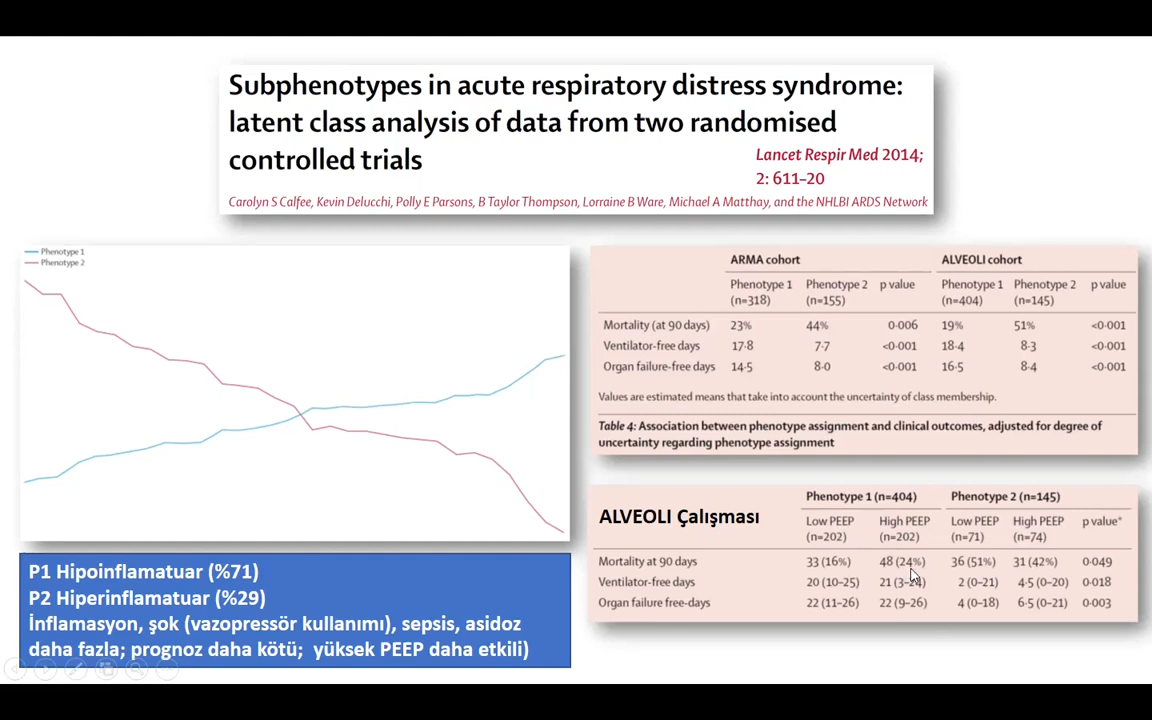 Subphenotypes in acute respiratory distress syndrome:
latent class analysis of data from two randomised
controlled trials
Lancet Respir Med 2014;
2: 611–20
Carolyn S Calfee, Kevin Delucchi, Polly E Parsons, B Taylor Thompson, Lorraine B Ware, Michael A Matthay, and the NHLBI ARDS Network
Phenotype 1
Phenotype 2
ARMA cohort ALVEOLI cohort
Phenotype 1 Phenotype 2 p value Phenotype 1 Phenotype 2 p value
(n=318) (n=155) (n=404) (n=145)
Mortality (at 90 days) 23% 44% 0·006 19% 51% <0·001
Ventilator-free days 17·8 7·7 <0·001 18·4 8·3 <0·001
Organ failure-free days 14·5 8·0 <0·001 16·5 8·4 <0·001
Values are estimated means that take into account the uncertainty of class membership.
Table 4: Association between phenotype assignment and clinical outcomes, adjusted for degree of
uncertainty regarding phenotype assignment
Phenotype 1 (n=404) Phenotype 2 (n=145)
ALVEOLI Çalışması
Low PEEP High PEEP Low PEEP High PEEP p value*
(n=202) (n=202) (n=71) (n=74)
Mortality at 90 days 33 (16%) 48 (24%) 36 (51%) 31 (42%) 0·049
Ventilator-free days 20 (10–25) 21 2 (0–21) 4·5 (0–20) 0·018
Organ failure free-days 22 (11–26) 22 (9–26) 4 (0–18) 6·5 (0–21) 0·003
P1 Hipoinflamatuar (%71)
P2 Hiperinflamatuar (%29)
İnflamasyon, şok (vazopressör kullanımı), sepsis, asidoz
daha fazla; prognoz daha kötü; yüksek PEEP daha etkili)